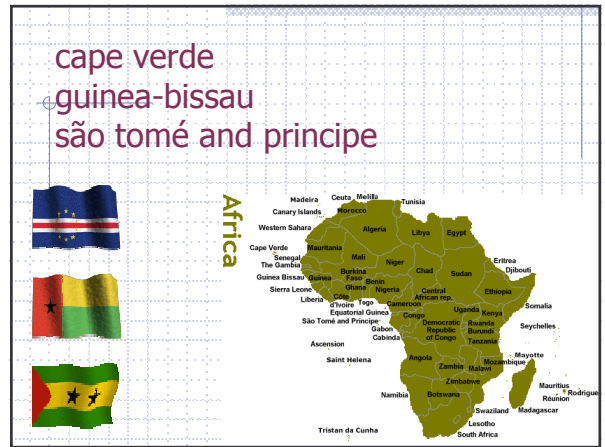 cape verde
guinea-bissau
são tomé and principe
Africa
Madeira
Ceuta
Melilla
Tunisia
Canary Islands
Morocco
Western Sahara
Algeria
Libya
Egypt
Cape Verde
Mauritania
Mali
Niger
Eritrea
Senegal
Chad
Sudan
Djibouti
The Gambia
Burkina
Faso
Benin
Guinea Bissau
Guinea
Ghana
Nigeria
Central
African rep.
Ethiopia
Sierra Leone
Côte
d'Ivoire
Togo
Cameroon
Liberia
Somalia
Equatorial Guinea
Uganda
Kenya
São Tomé and Principe
Congo
Democratic
Republic
of Congo
Rwanda
Burundi
Seychelles
Gabon
Cabinda
Tanzania
Ascension
Saint Helena
Angola
Mayotte
Mozambique
Zambia
Malawi
Zimbabwe
Mauritius
Rodrigue
Réunion
Namibia
Botswana
Swaziland
Madagascar
Lesotho
South Africa
Tristan da Cunha